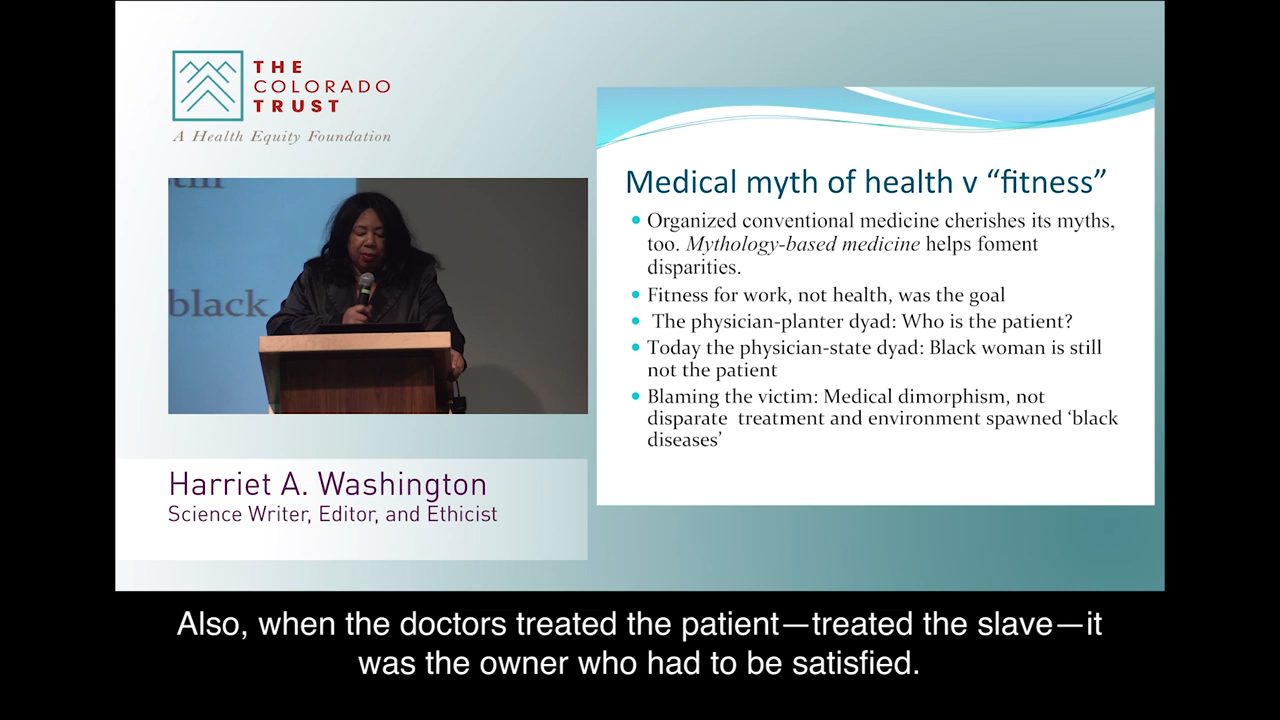 THE
COLORADO
TRUST
A Health Equity Foundation
still
black
Medical myth of health v “fitness”
Organized conventional medicine cherishes its myths,
too. Mythology-based medicine helps foment
disparities.
Fitness for work, not health, was the goal
The physician-planter dyad: Who is the patient?
Today the physician-state dyad: Black woman is still
not the patient
Blaming the victim: Medical dimorphism, not
disparate treatment and environment spawned ‘black
diseases’
Harriet A. Washington
Science Writer, Editor, and Ethicist
Also, when the doctors treated the patient—treated the slave—it
was the owner who had to be satisfied.